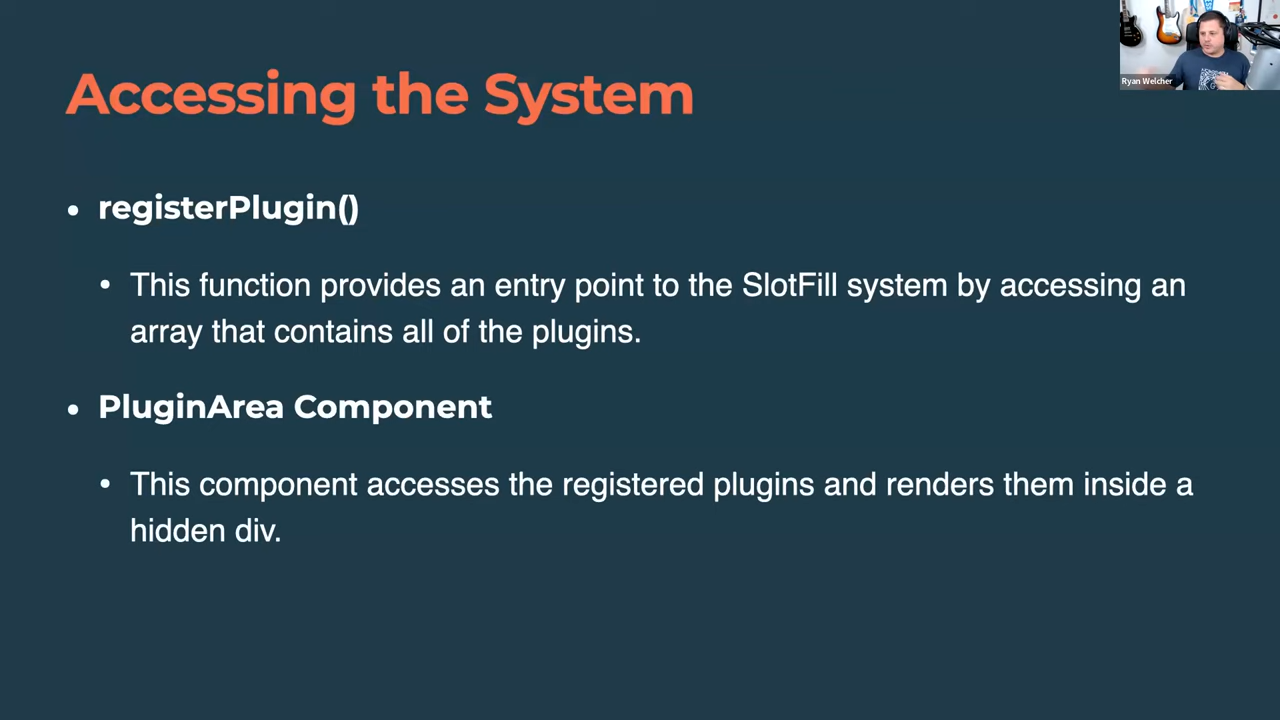 Ryan Welcher
Accessing the System
• registerPlugin()
• This function provides an entry point to the SlotFill system by accessing an
array that contains all of the plugins.
• PluginArea Component
• This component accesses the registered plugins and renders them inside a
hidden div.